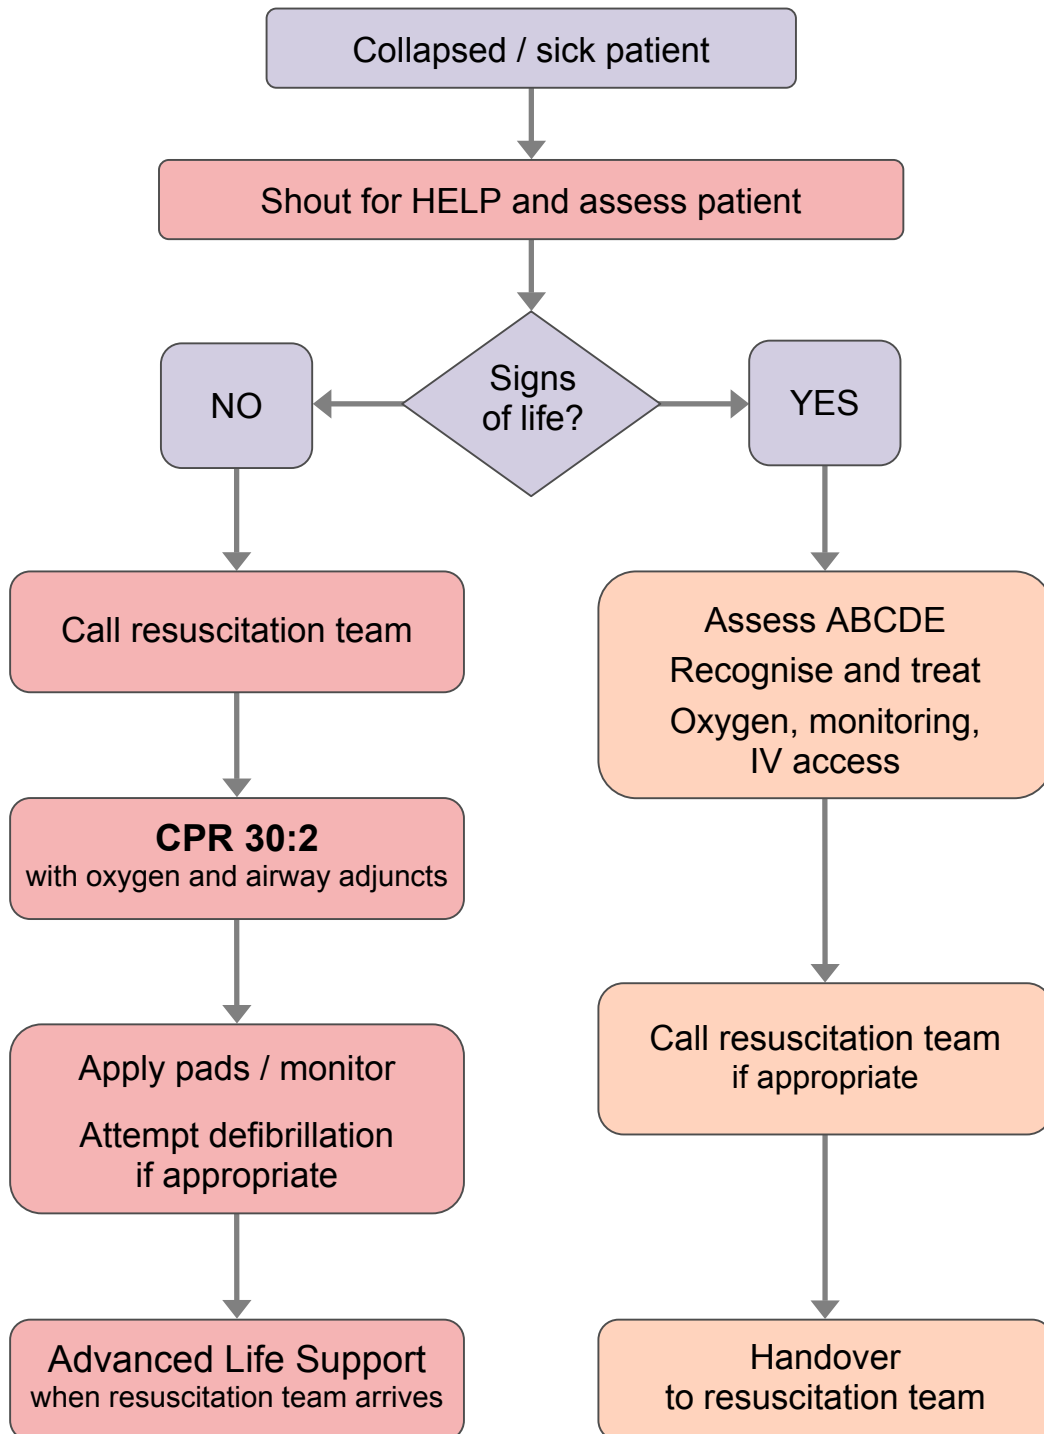 Collapsed / sick patient
Shout for HELP and assess patient
Signs
of life?
NO
YES
Call resuscitation team
CPR 30:2
with oxygen and airway adjuncts
Apply pads / monitor
Attempt defibrillation
if appropriate
Advanced Life Support
when resuscitation team arrives
Assess ABCDE
Recognise and treat
Oxygen, monitoring,
IV access
Call resuscitation team
if appropriate
Handover
to resuscitation team